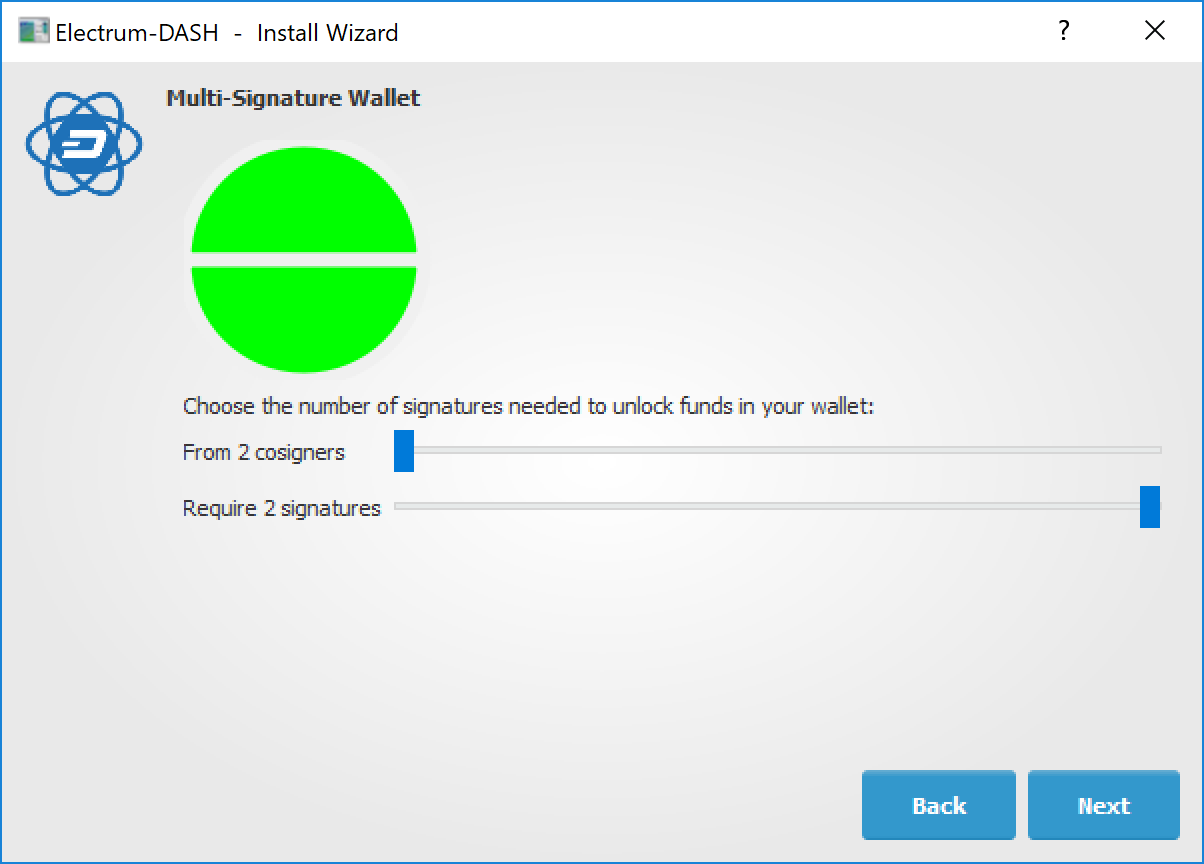 Electrum-DASH - Install Wizard
Multi-Signature Wallet
Choose the number of signatures needed to unlock funds in your wallet:
From 2 cosigners
Require 2 signatures
Back Next